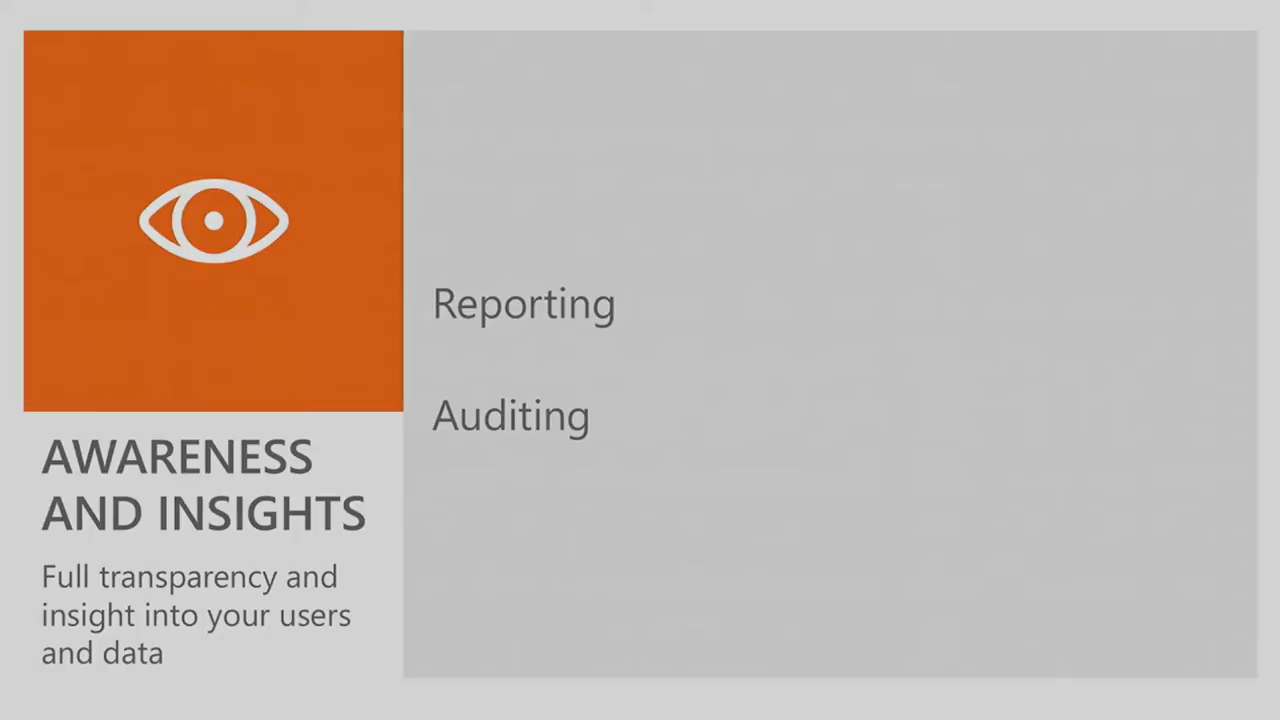 AWARENESS
AND INSIGHTS
Full transparency and
insight into your users
and data
Reporting
Auditing